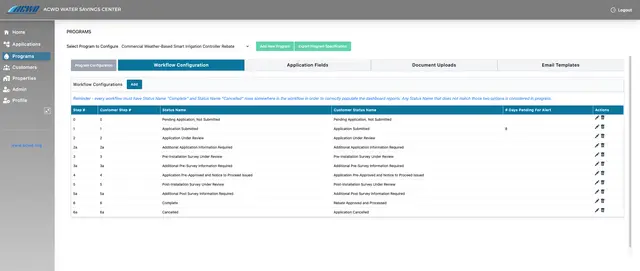 ACWD
ACWD WATER SAVINGS CENTER
Logout
Home
Applications
Programs
Customers
Properties
Admin
Profile
www.acwd.org
PROGRAMS
Select Program to Configure Commercial Weather-Based Smart Irrigation Controller Rebate
Add New Program
Export Program Specification
Program Configuration
Workflow Configuration
Application Fields
Document Uploads
Email Templates
Workflow Configurations Add
Reminder - every workflow must have Status Name "Complete" and Status Name "Cancelled" rows somewhere in the workflow in order to correctly populate the dashboard reports. Any Status Name that does not match those two options is considered in progress.
Step # Customer Step # Status Name Customer Status Name # Days Pending For Alert Actions
0 0 Pending Application, Not Submitted Pending Application, Not Submitted
1 1 Application Submitted Application Submitted
2 2 Application Under Review Application Under Review
2a 2a Additional Application Information Required Additional Application Information Required
3 3 Pre-Installation Survey Under Review Pre-Installation Survey Under Review
3a 3a Additional Pre-Survey Information Required Additional Pre-Survey Information Required
4 4 Application Pre-Approved and Notice to Proceed Issued Application Pre-Approved and Notice to Proceed Issued
5 5 Post-Installation Survey Under Review Post-Installation Survey Under Review
5a 5a Additional Post Survey Information Required Additional Post Survey Information Required
6 6 Complete Rebate Approved and Processed
6a 6a Cancelled Application Cancelled